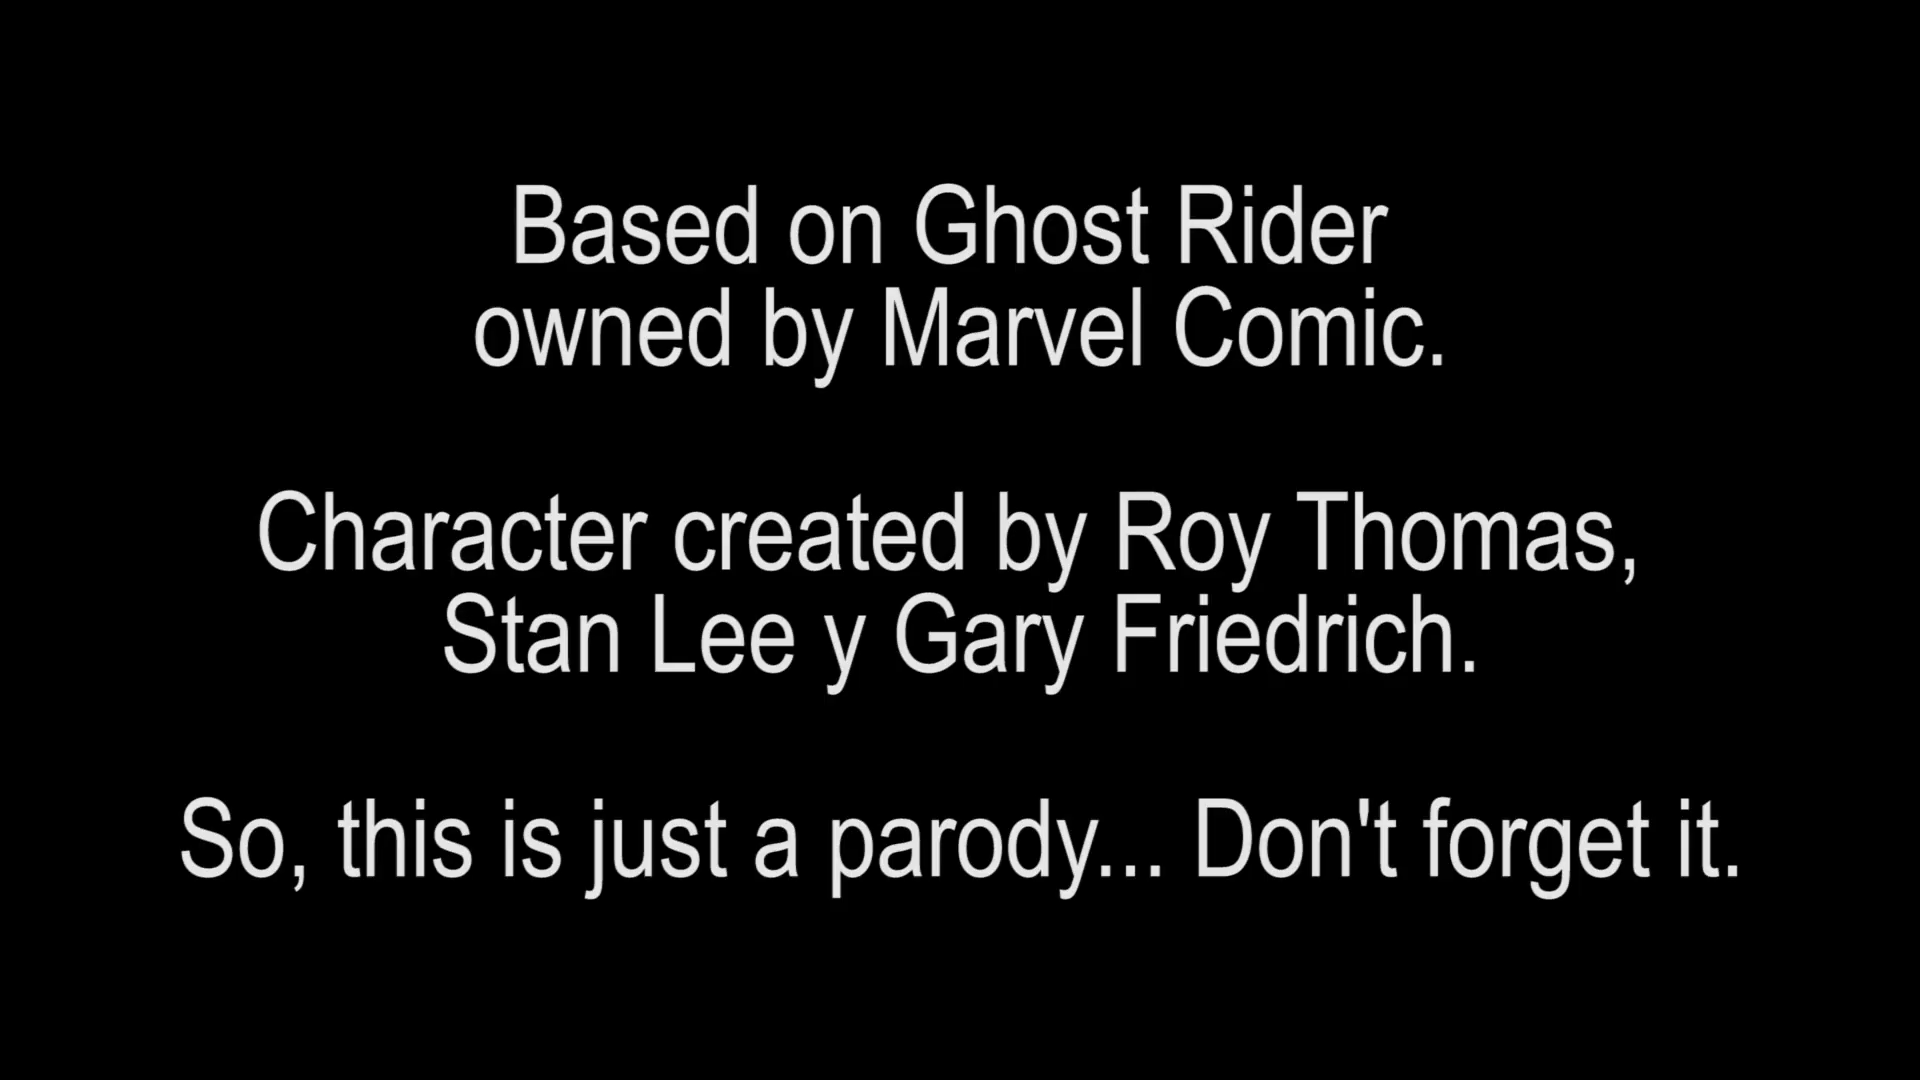 Based on Ghost Rider
owned by Marvel Comic.
Character created by Roy Thomas,
Stan Lee y Gary Friedrich.
So, this is just a parody... Don't forget it.